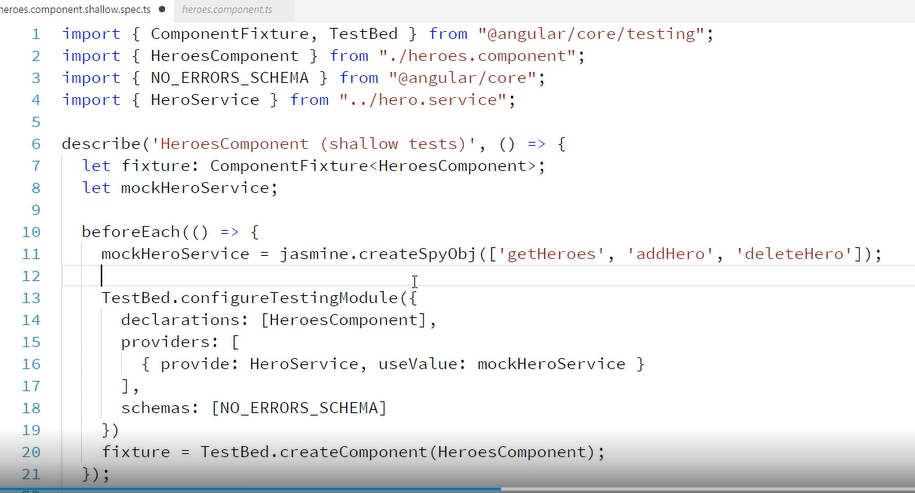 heroes.component.shallow.spec.ts ● heroes.component.ts
1 import { ComponentFixture, TestBed } from "@angular/core/testing";
2 import { HeroesComponent } from "./heroes.component";
3 import { NO_ERRORS_SCHEMA } from "@angular/core";
4 import { HeroService } from "../hero.service";
5
6 describe('HeroesComponent (shallow tests)', () => {
7 let fixture: ComponentFixture<HeroesComponent>;
8 let mockHeroService;
9
10 beforeEach(() => {
11 mockHeroService = jasmine.createSpyObj(['getHeroes', 'addHero', 'deleteHero']);
12
13 TestBed.configureTestingModule({
14 declarations: [HeroesComponent],
15 providers: [
16 { provide: HeroService, useValue: mockHeroService }
17 ],
18 schemas: [NO_ERRORS_SCHEMA]
19 })
20 fixture = TestBed.createComponent(HeroesComponent);
21 });